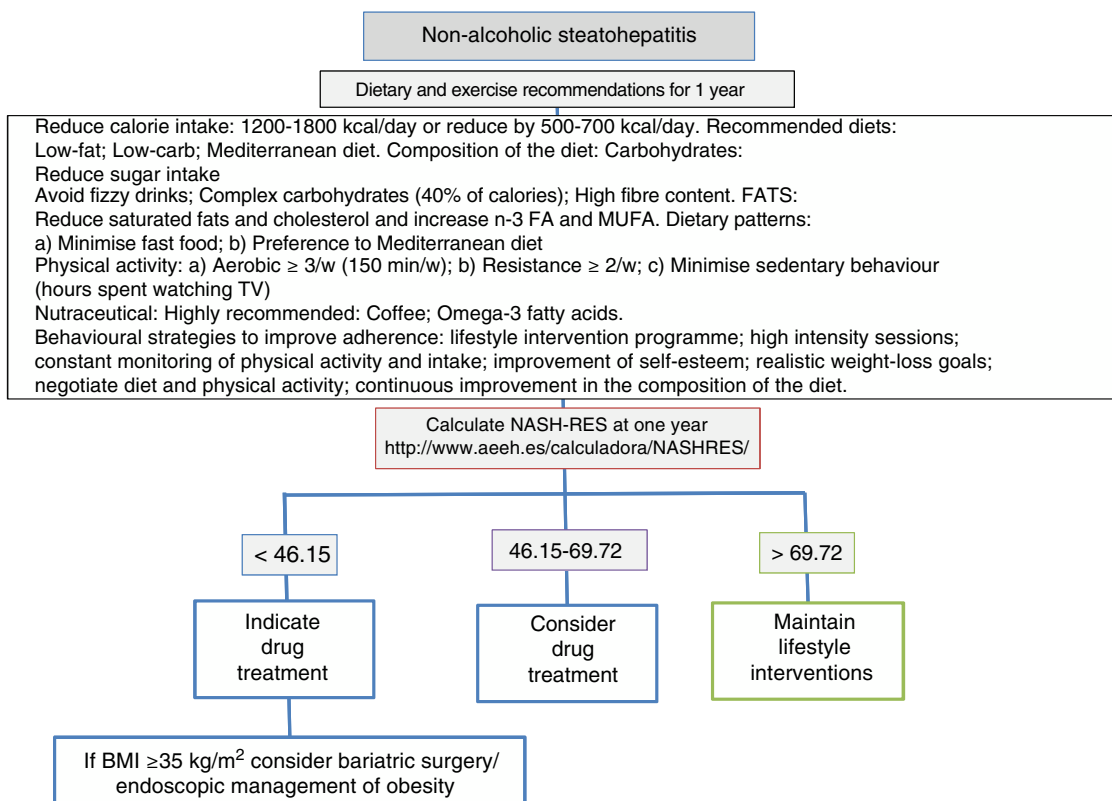 Non-alcoholic steatohepatitis
Dietary and exercise recommendations for 1 year
Reduce calorie intake: 1200-1800 kcal/day or reduce by 500-700 kcal/day. Recommended diets:
Low-fat; Low-carb; Mediterranean diet. Composition of the diet: Carbohydrates:
Reduce sugar intake
Avoid fizzy drinks; Complex carbohydrates (40% of calories); High fibre content. FATS:
Reduce saturated fats and cholesterol and increase n-3 FA and MUFA. Dietary patterns:
a) Minimise fast food; b) Preference to Mediterranean diet
Physical activity: a) Aerobic ≥ 3/w (150 min/w); b) Resistance ≥ 2/w; c) Minimise sedentary behaviour
(hours spent watching TV)
Nutraceutical: Highly recommended: Coffee; Omega-3 fatty acids.
Behavioural strategies to improve adherence: lifestyle intervention programme; high intensity sessions;
constant monitoring of physical activity and intake; improvement of self-esteem; realistic weight-loss goals;
negotiate diet and physical activity; continuous improvement in the composition of the diet.
Calculate NASH-RES at one year
http://www.aeeh.es/calculadora/NASHRES/
< 46.15
46.15-69.72
> 69.72
Indicate
drug
treatment
Consider
drug
treatment
Maintain
lifestyle
interventions
If BMI ≥35 kg/m² consider bariatric surgery/
endoscopic management of obesity